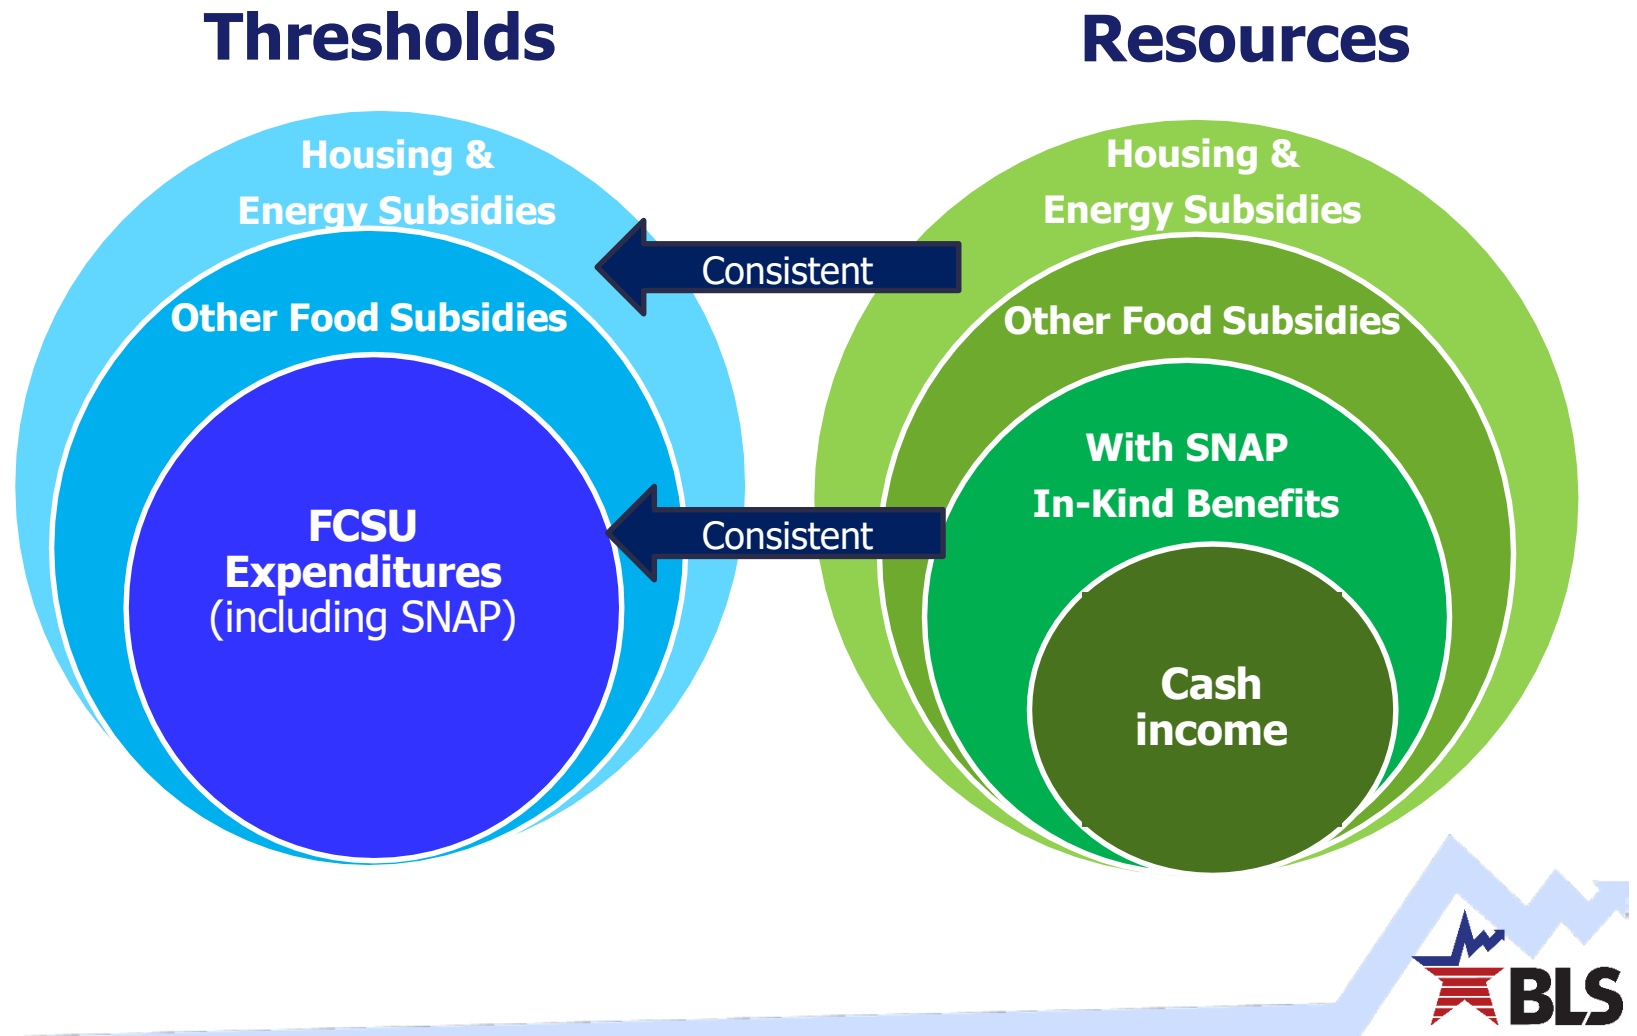 Thresholds
Resources
Housing &
Energy Subsidies
Other Food Subsidies
FCSU
Expenditures
(including SNAP)
Consistent
Consistent
Housing &
Energy Subsidies
Other Food Subsidies
With SNAP
In-Kind Benefits
Cash
income
BLS